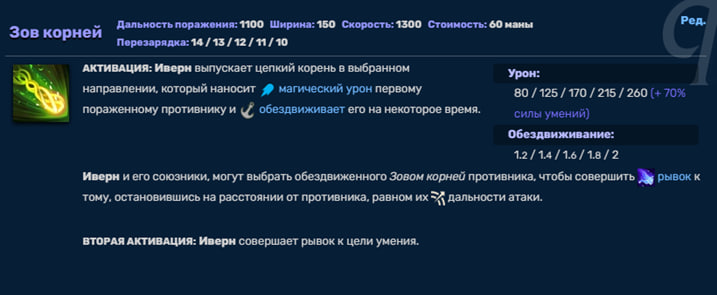 Зов корней
Дальность поражения: 1100 Ширина: 150 Скорость: 1300 Стоимость: 60 маны
Перезарядка: 14 / 13 / 12 / 11 / 10
Ред.
q
АКТИВАЦИЯ: Иверн выпускает цепкий корень в выбранном
направлении, который наносит магический урон первому
пораженному противнику и обездвиживает его на некоторое время.
Урон:
80 / 125 / 170 / 215 / 260 (+ 70%
силы умений)
Обездвиживание:
1.2 / 1.4 / 1.6 / 1.8 / 2
Иверн и его союзники, могут выбрать обездвиженного Зовом корней противника, чтобы совершить рывок к
тому, остановившись на расстоянии от противника, равном их дальности атаки.
ВТОРАЯ АКТИВАЦИЯ: Иверн совершает рывок к цели умения.